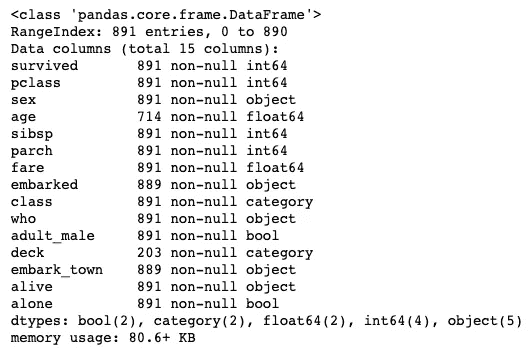 <class 'pandas.core.frame.DataFrame'>
RangeIndex: 891 entries, 0 to 890
Data columns (total 15 columns):
survived       891 non-null int64
pclass         891 non-null int64
sex            891 non-null object
age            714 non-null float64
sibsp          891 non-null int64
parch          891 non-null int64
fare           891 non-null float64
embarked       889 non-null object
class          891 non-null category
who            891 non-null object
adult_male     891 non-null bool
deck           203 non-null category
embark_town    889 non-null object
alive          891 non-null object
alone          891 non-null bool
dtypes: bool(2), category(2), float64(2), int64(4), object(5)
memory usage: 80.6+ KB